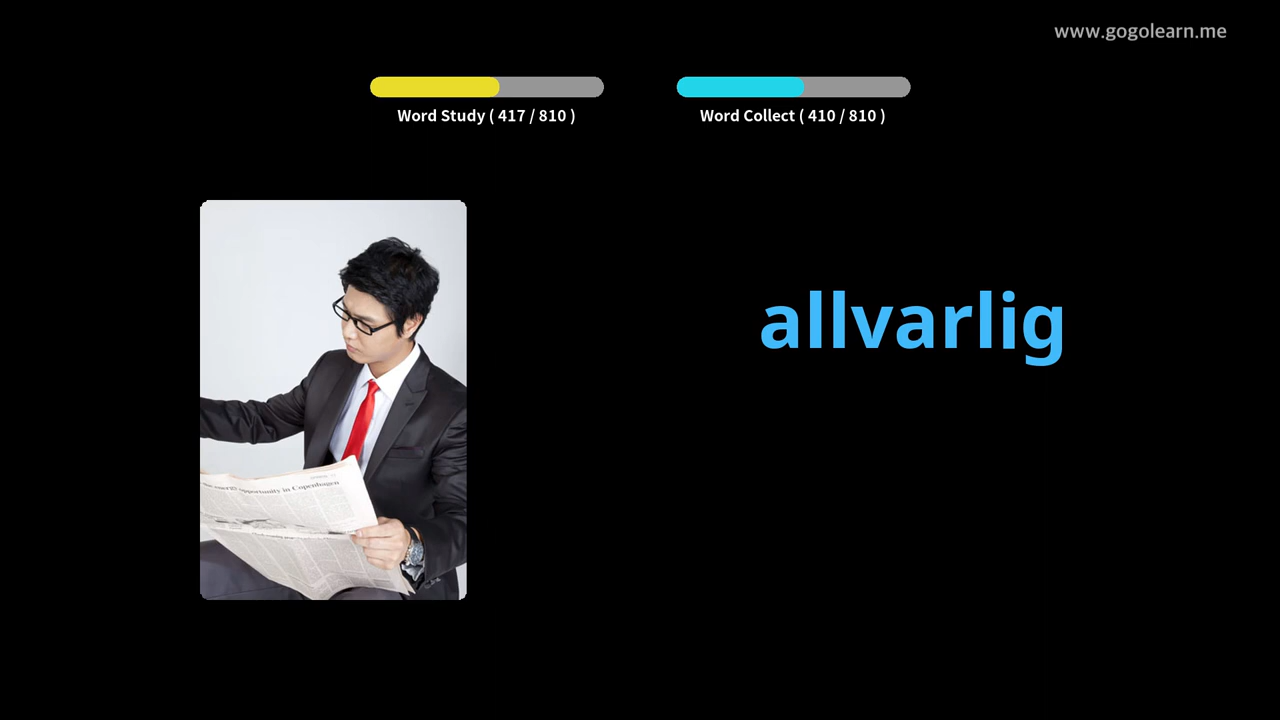 www.gogolearn.me
Word Study ( 417 / 810 )
Word Collect ( 410 / 810 )
allvarlig
opportunity in Copenhagen